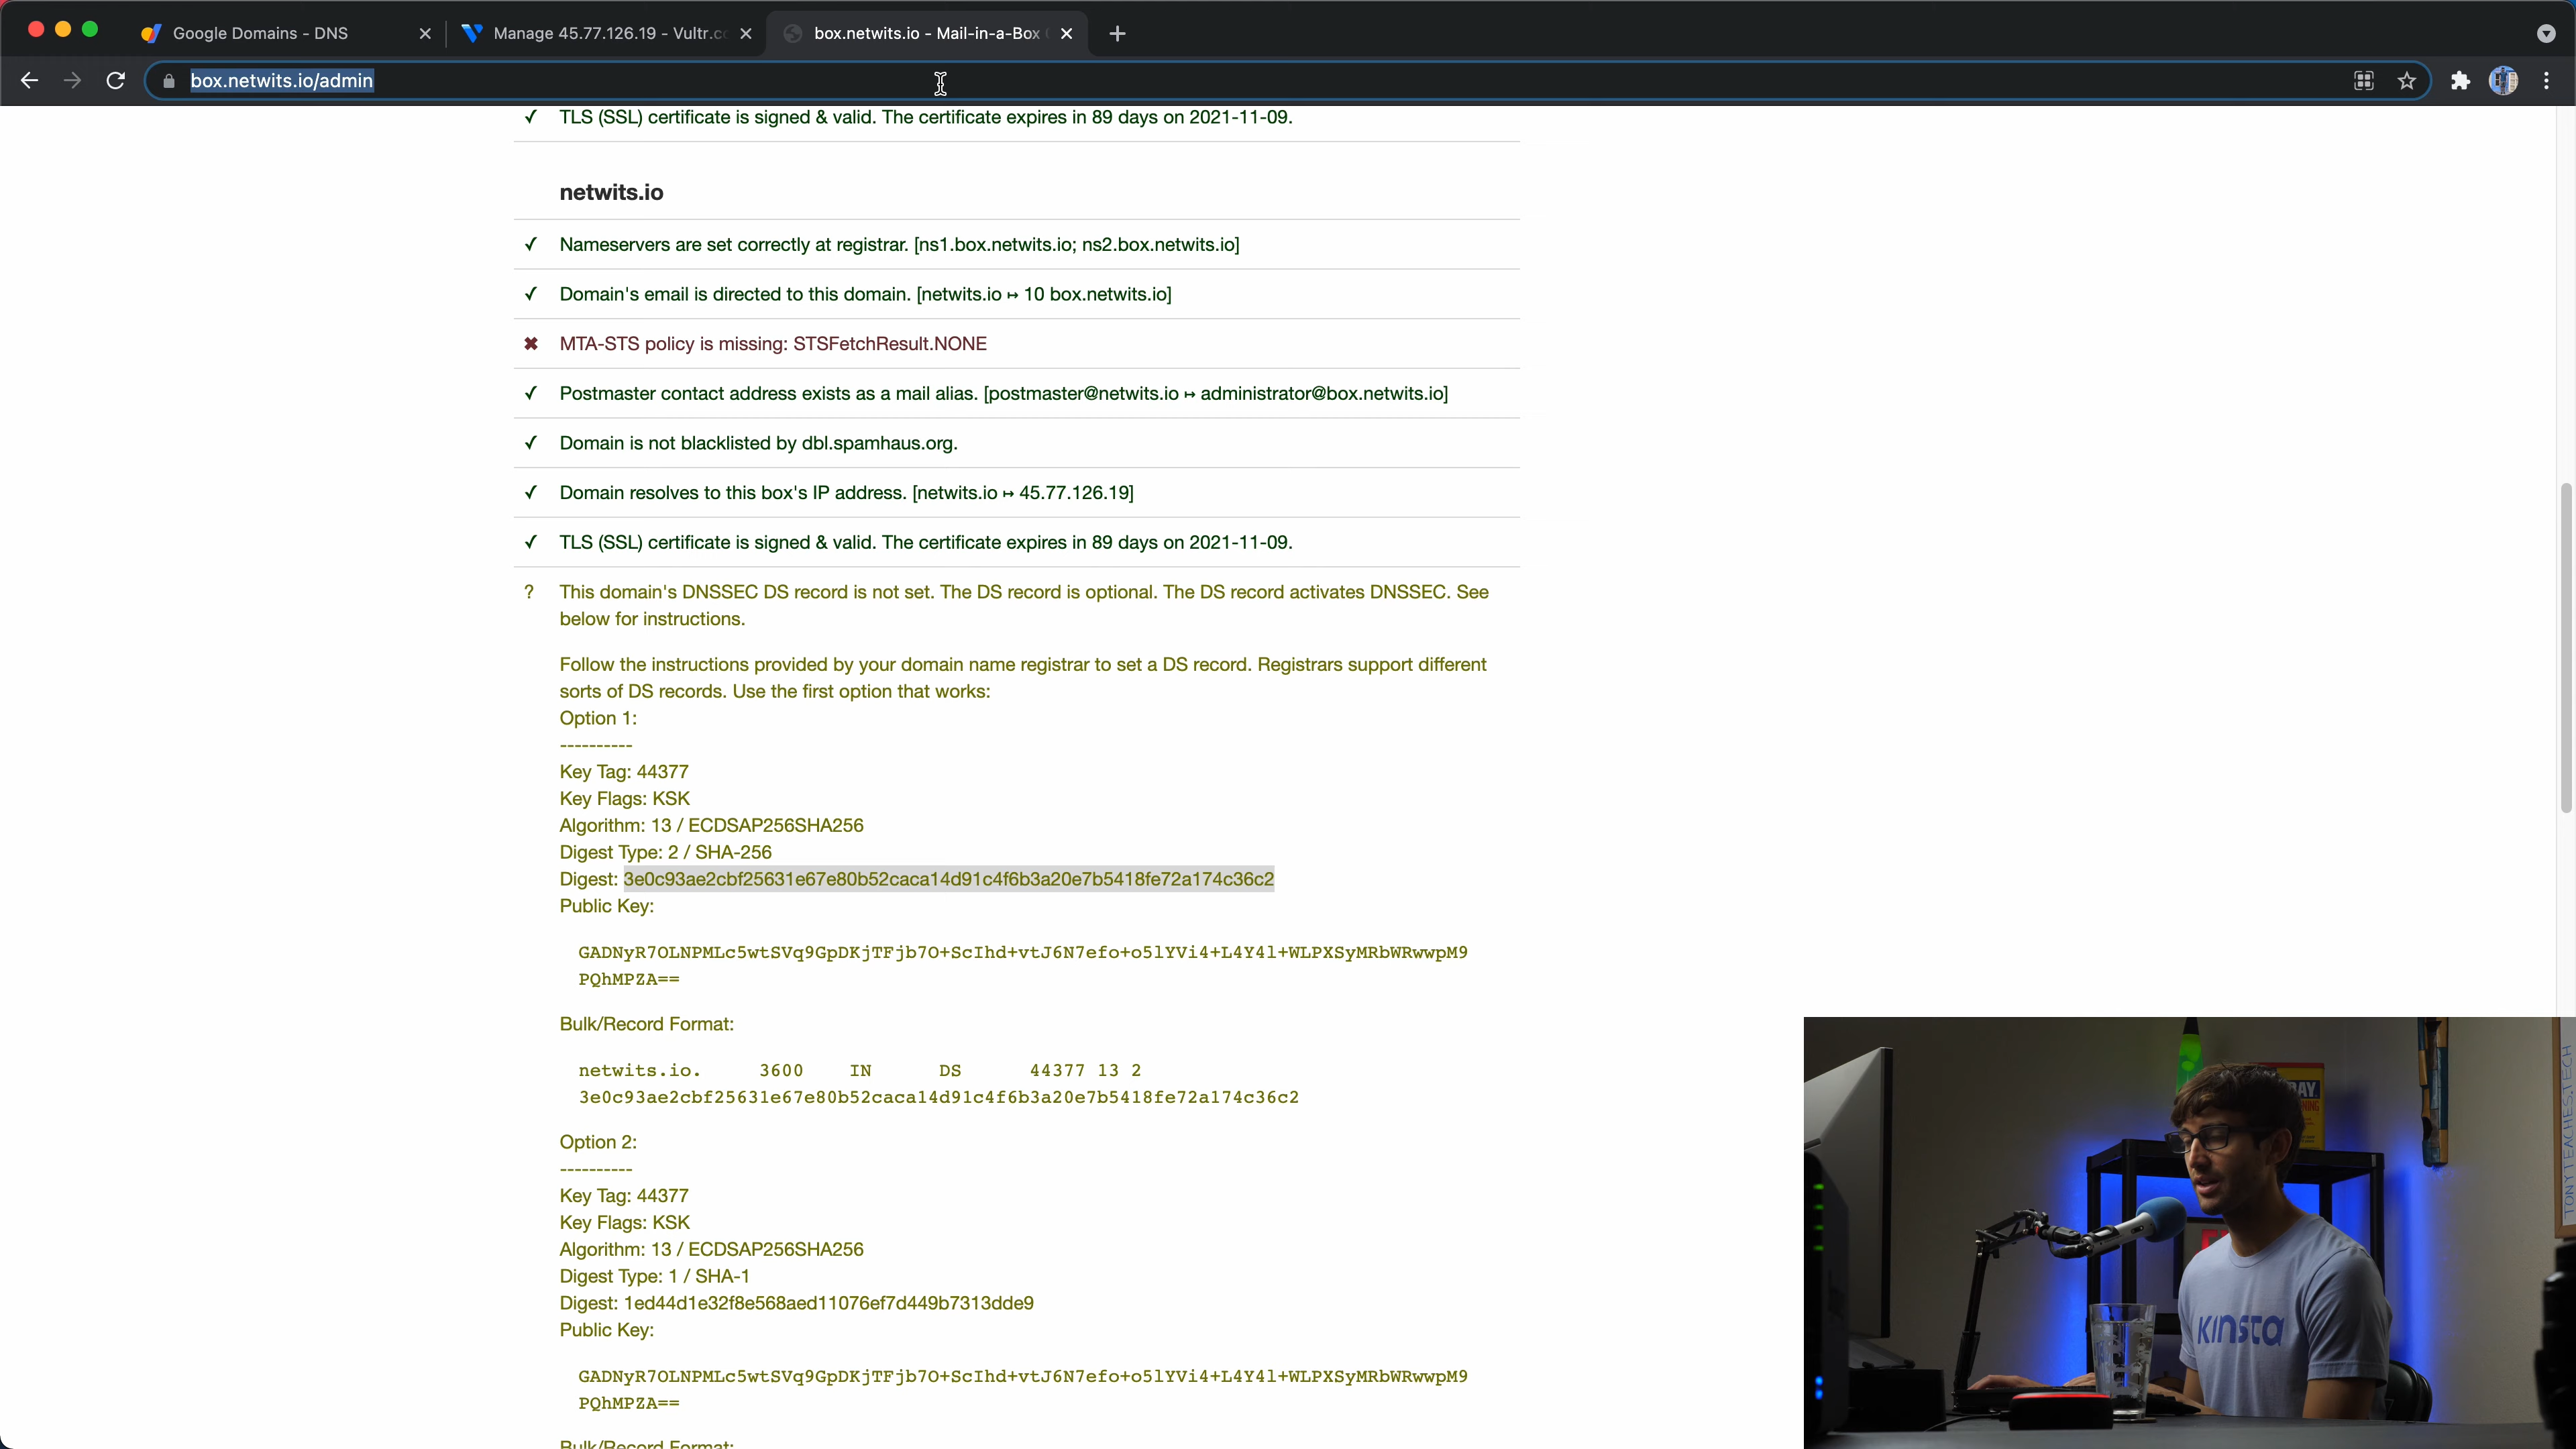 Google Domains - DNS
Manage 45.77.126.19 - Vultr.c
box.netwits.io - Mail-in-a-Box
box.netwits.io/admin
✓ TLS (SSL) certificate is signed & valid. The certificate expires in 89 days on 2021-11-09.
netwits.io
✓ Nameservers are set correctly at registrar. [ns1.box.netwits.io; ns2.box.netwits.io]
✓ Domain's email is directed to this domain. [netwits.io ↦ 10 box.netwits.io]
✖ MTA-STS policy is missing: STSFetchResult.NONE
✓ Postmaster contact address exists as a mail alias. [postmaster@netwits.io ↦ administrator@box.netwits.io]
✓ Domain is not blacklisted by dbl.spamhaus.org.
✓ Domain resolves to this box's IP address. [netwits.io ↦ 45.77.126.19]
✓ TLS (SSL) certificate is signed & valid. The certificate expires in 89 days on 2021-11-09.
? This domain's DNSSEC DS record is not set. The DS record is optional. The DS record activates DNSSEC. See
below for instructions.
Follow the instructions provided by your domain name registrar to set a DS record. Registrars support different
sorts of DS records. Use the first option that works:
Option 1:
----------
Key Tag: 44377
Key Flags: KSK
Algorithm: 13 / ECDSAP256SHA256
Digest Type: 2 / SHA-256
Digest: 3e0c93ae2cbf25631e67e80b52caca14d91c4f6b3a20e7b5418fe72a174c36c2
Public Key:
GADNyR7OLNPMLc5wtSVq9GpDKjTFjb7O+ScIhd+vtJ6N7efo+o5lYVi4+L4Y4l+WLPXSyMRbWRwwpM9
PQhMPZA==
Bulk/Record Format:
netwits.io. 3600 IN DS 44377 13 2
3e0c93ae2cbf25631e67e80b52caca14d91c4f6b3a20e7b5418fe72a174c36c2
Option 2:
----------
Key Tag: 44377
Key Flags: KSK
Algorithm: 13 / ECDSAP256SHA256
Digest Type: 1 / SHA-1
Digest: 1ed44d1e32f8e568aed11076ef7d449b7313dde9
Public Key:
GADNyR7OLNPMLc5wtSVq9GpDKjTFjb7O+ScIhd+vtJ6N7efo+o5lYVi4+L4Y4l+WLPXSyMRbWRwwpM9
PQhMPZA==
Bulk/Record Format:
KINSTA
TONYTEACHES.TECH